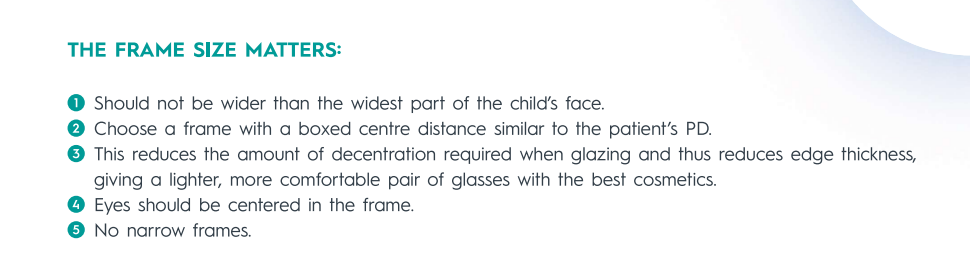 THE FRAME SIZE MATTERS:
1 Should not be wider than the widest part of the child's face.
2 Choose a frame with a boxed centre distance similar to the patient's PD.
3 This reduces the amount of decentration required when glazing and thus reduces edge thickness,
giving a lighter, more comfortable pair of glasses with the best cosmetics.
4 Eyes should be centered in the frame.
5 No narrow frames.